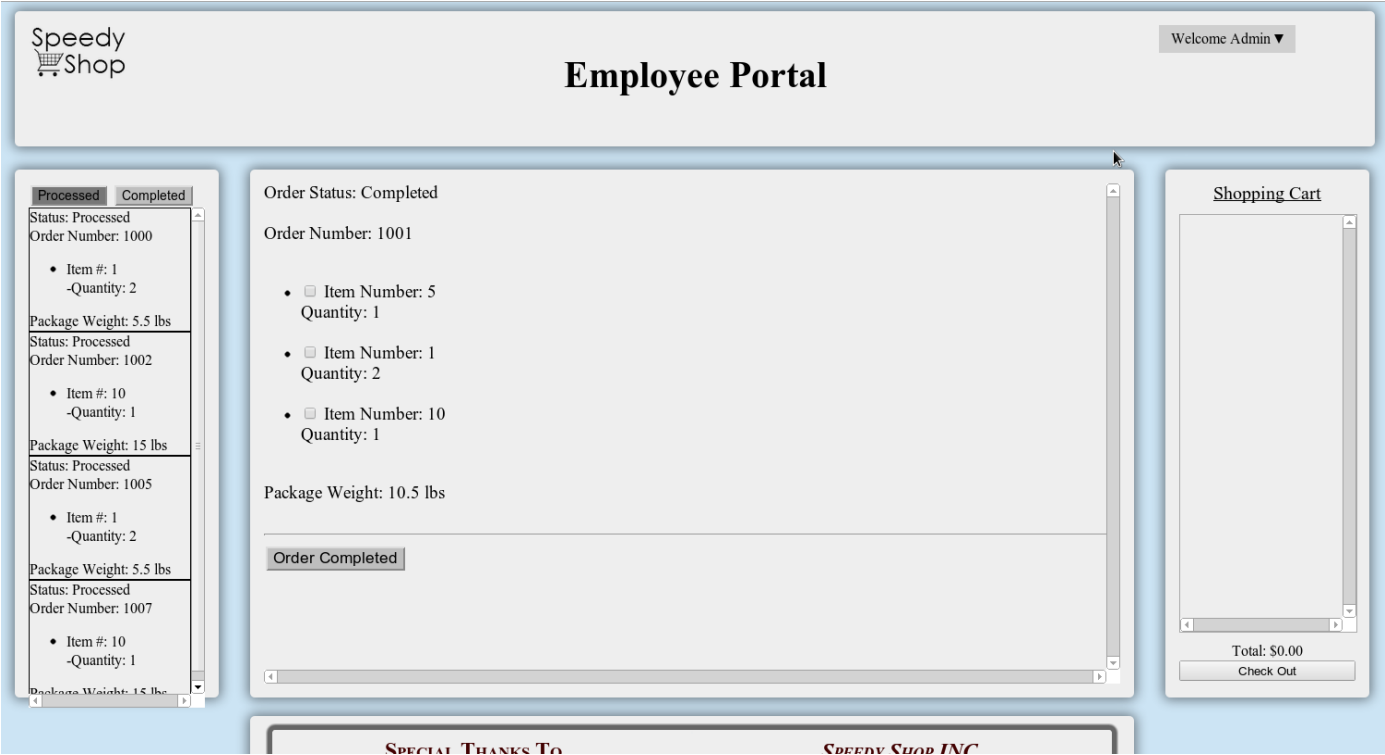 Speedy
Shop
Welcome Admin ▼
Employee Portal
Processed Completed
Status: Processed
Order Number: 1000
• Item #: 1
-Quantity: 2
Package Weight: 5.5 lbs
Status: Processed
Order Number: 1002
• Item #: 10
-Quantity: 1
Package Weight: 15 lbs
Status: Processed
Order Number: 1005
• Item #: 1
-Quantity: 2
Package Weight: 5.5 lbs
Status: Processed
Order Number: 1007
• Item #: 10
-Quantity: 1
Package Weight: 15 lbs
Order Status: Completed
Order Number: 1001
• Item Number: 5
Quantity: 1
• Item Number: 1
Quantity: 2
• Item Number: 10
Quantity: 1
Package Weight: 10.5 lbs
Order Completed
Shopping Cart
Total: $0.00
Check Out
Special Thanks To
Speedy Shop INC